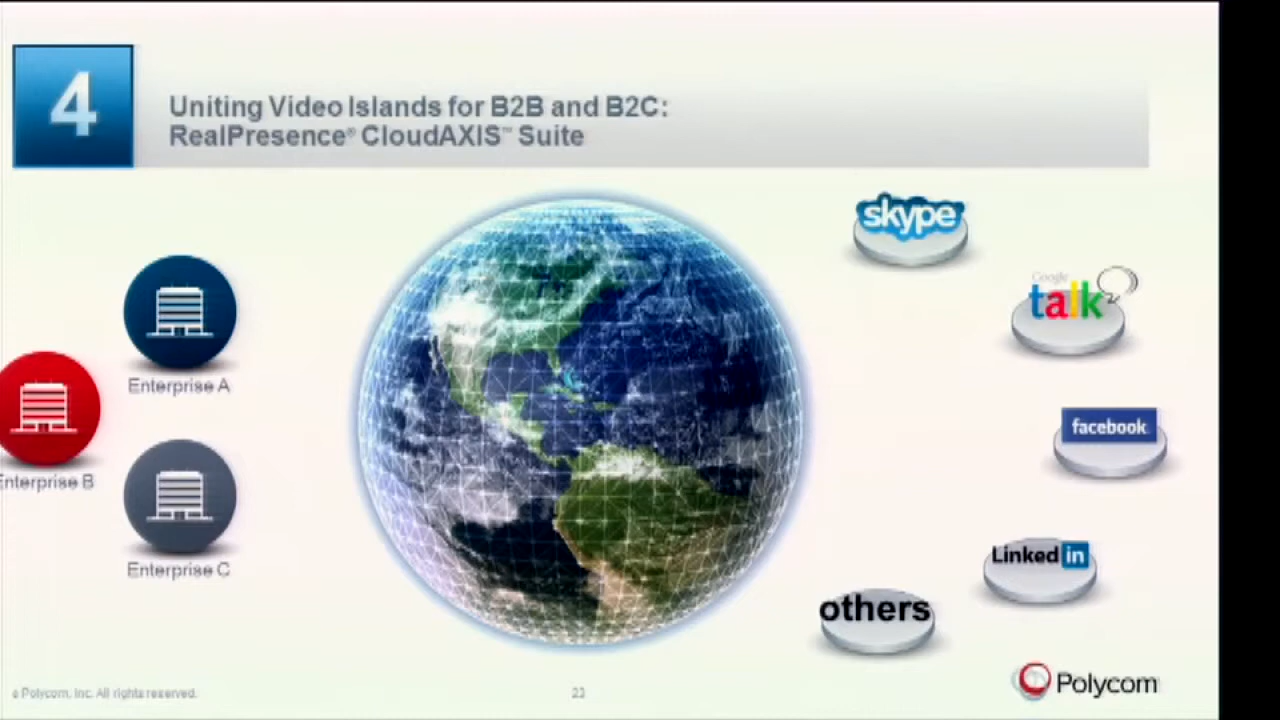 4
Uniting Video Islands for B2B and B2C:
RealPresence® CloudAXIS™ Suite
skype
Google
talk
Enterprise A
facebook
Enterprise B
Linked in
Enterprise C
others
Polycom, Inc. All rights reserved.
23
Polycom